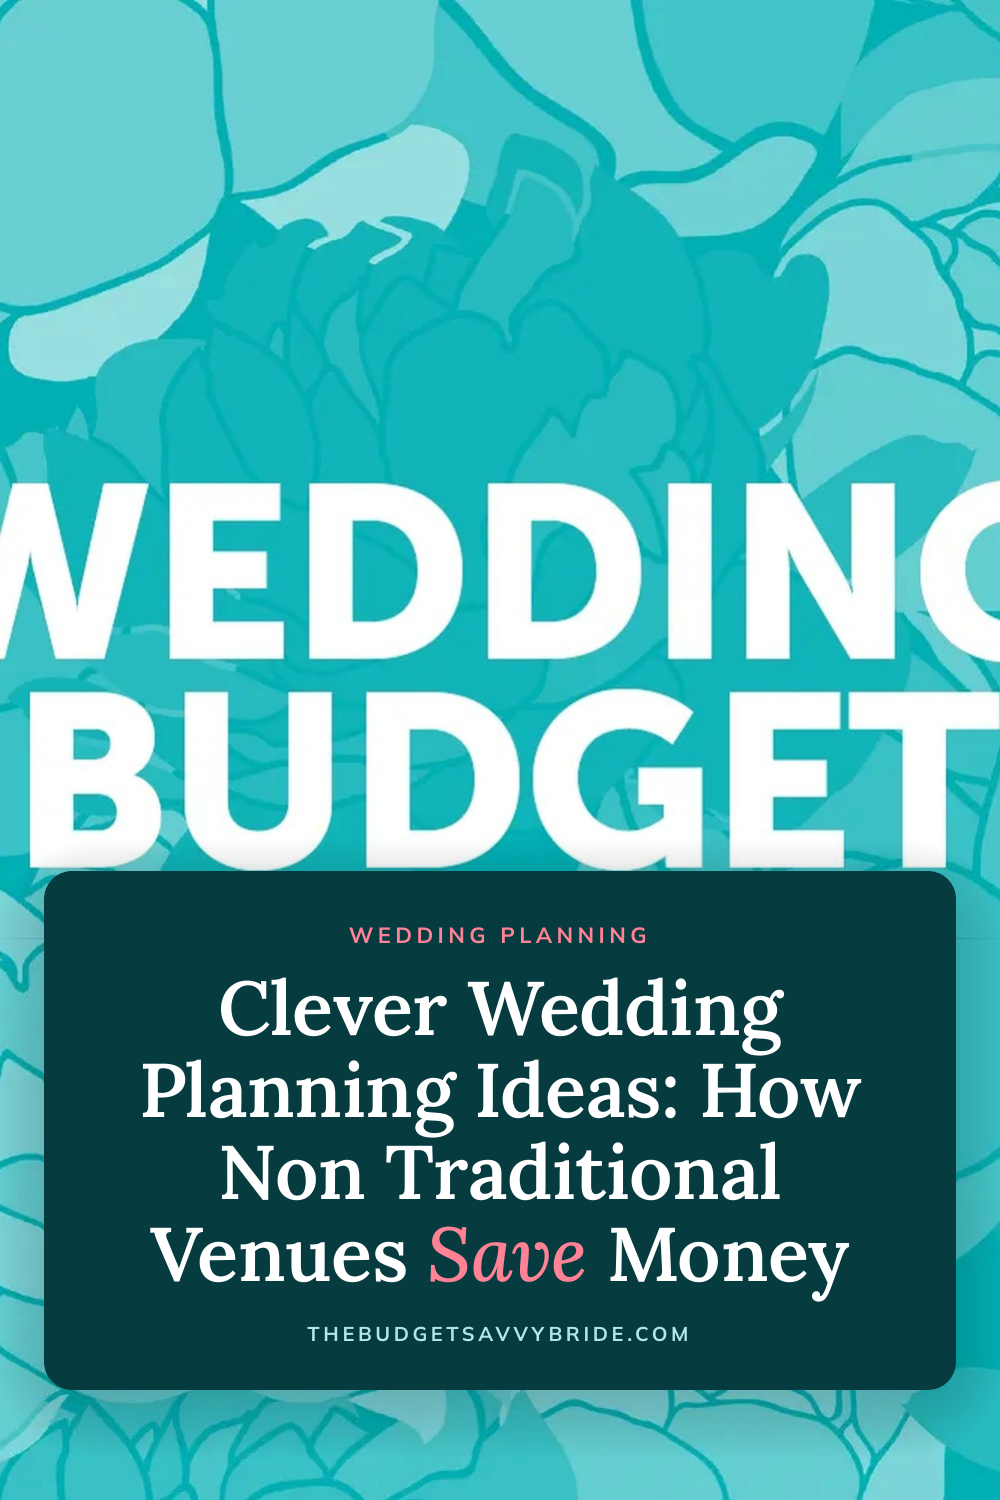 WEDDING
BUDGET
WEDDING PLANNING
Clever Wedding
Planning Ideas: How
Non Traditional
Venues Save Money
THEBUDGETSAVVYBRIDE.COM